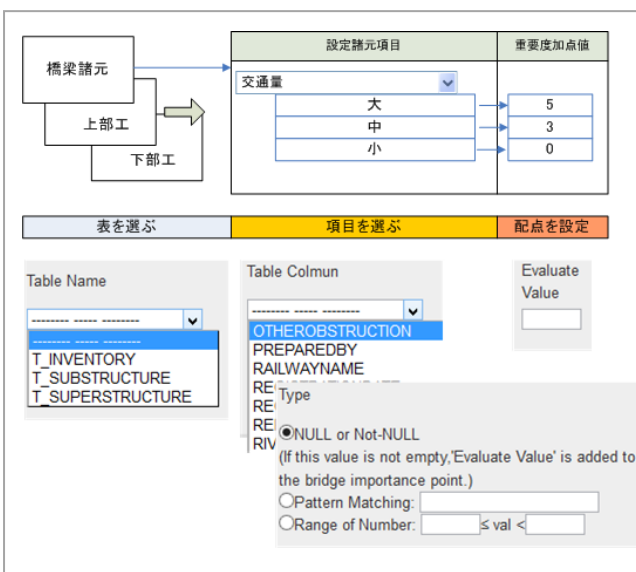 設定諸元項目
重要度加点値
橋梁諸元
上部工
下部工
交通量
大
5
中
3
小
0
表を選ぶ
項目を選ぶ
配点を設定
Table Name
-------- ----- --------
-------- ----- --------
T_INVENTORY
T_SUBSTRUCTURE
T_SUPERSTRUCTURE
Table Colmun
-------- ----- --------
OTHEROBSTRUCTION
PREPAREDBY
RAILWAYNAME
Evaluate
Value
Type
NULL or Not-NULL
(If this value is not empty,'Evaluate Value' is added to
the bridge importance point.)
Pattern Matching:
Range of Number: ≤ val <